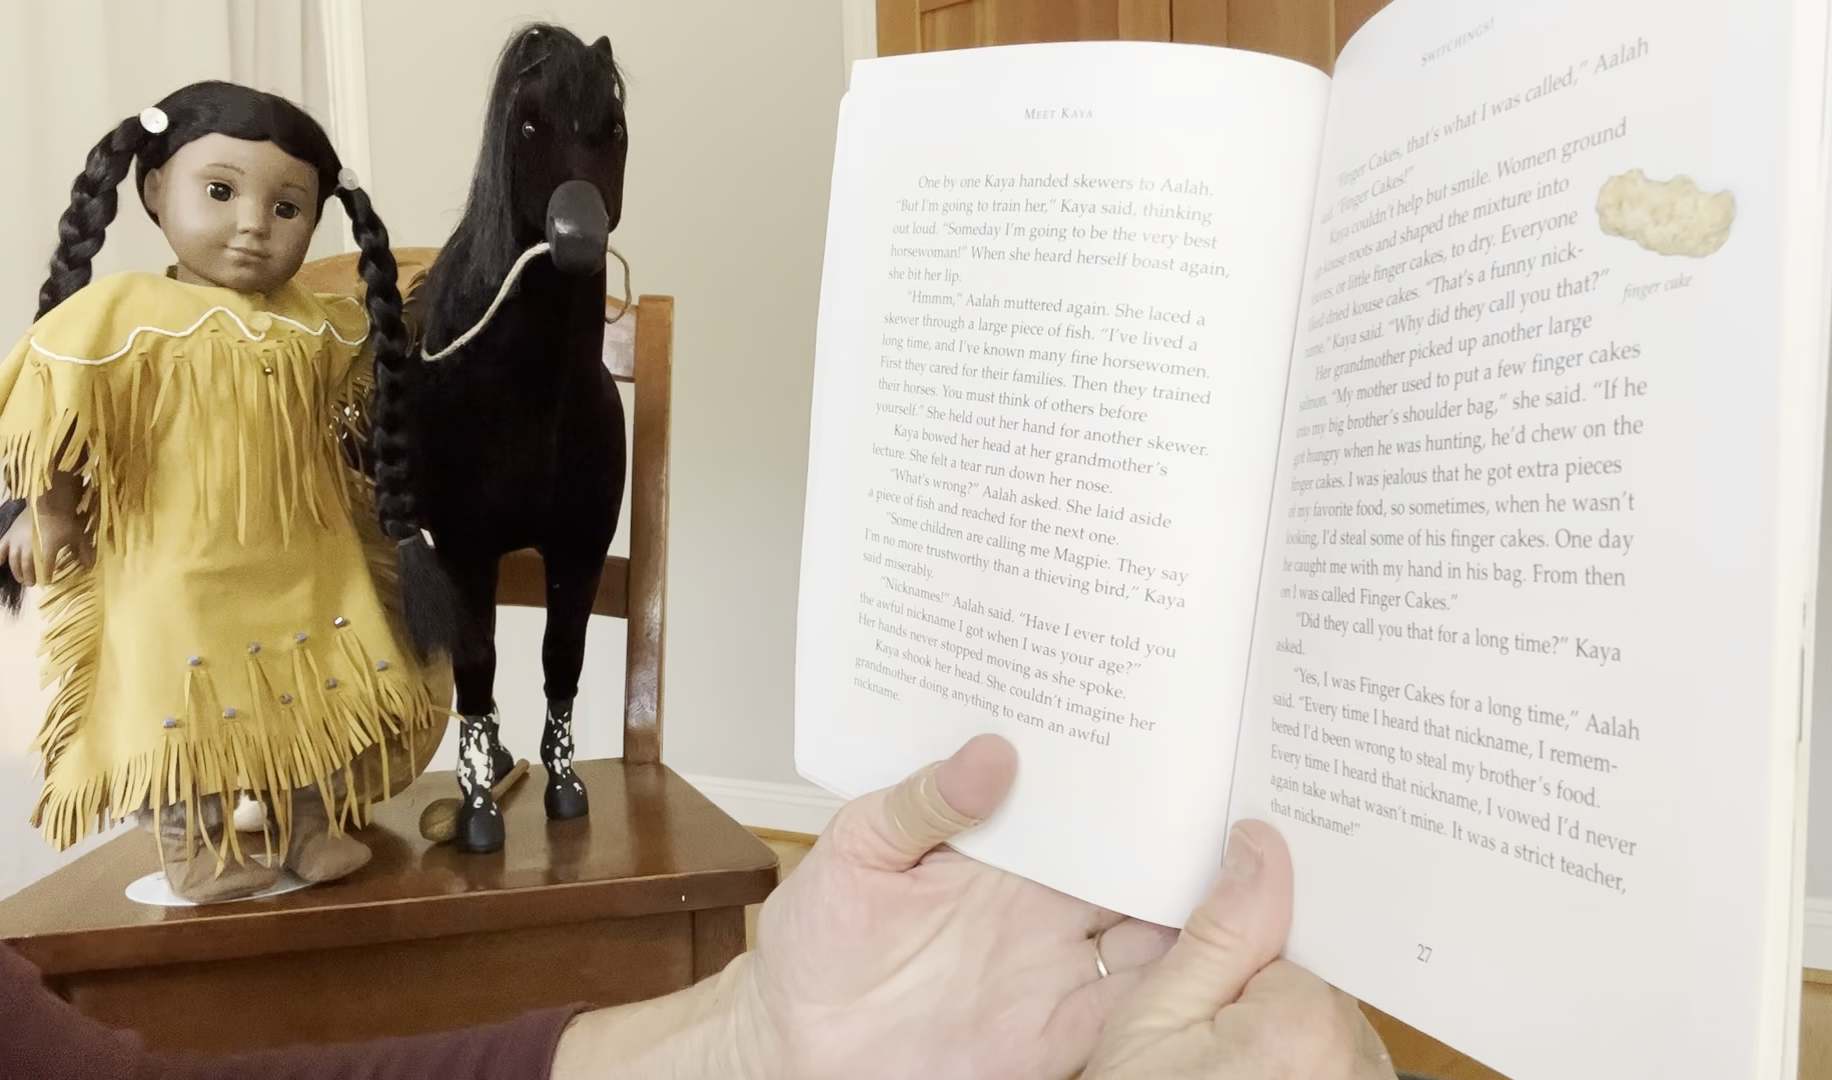 MEET KAYA
One by one Kaya handed skewers to Aalah.
"But I'm going to train her," Kaya said, thinking
out loud. "Someday I'm going to be the very best
horsewoman!" When she heard herself boast again,
she bit her lip.
"Hmmm," Aalah muttered again. She laced a
skewer through a large piece of fish. "I've lived a
long time, and I've known many fine horsewomen.
First they cared for their families. Then they trained
their horses. You must think of others before
yourself." She held out her hand for another skewer.
Kaya bowed her head at her grandmother's
lecture. She felt a tear run down her nose.
"What's wrong?" Aalah asked. She laid aside
a piece of fish and reached for the next one.
"Some children are calling me Magpie. They say
I'm no more trustworthy than a thieving bird," Kaya
said miserably.
"Nicknames!" Aalah said. "Have I ever told you
the awful nickname I got when I was your age?"
Her hands never stopped moving as she spoke.
Kaya shook her head. She couldn't imagine her
grandmother doing anything to earn an awful
nickname.
SWITCHINGS!
"Finger Cakes, that's what I was called," Aalah
said. "Finger Cakes!"
Kaya couldn't help but smile. Women ground
up kouse roots and shaped the mixture into
loaves, or little finger cakes, to dry. Everyone
liked dried kouse cakes. "That's a funny nick-
name," Kaya said. "Why did they call you that?"
finger cake
Her grandmother picked up another large
salmon. "My mother used to put a few finger cakes
into my big brother's shoulder bag," she said. "If he
got hungry when he was hunting, he'd chew on the
finger cakes. I was jealous that he got extra pieces
of my favorite food, so sometimes, when he wasn't
looking, I'd steal some of his finger cakes. One day
he caught me with my hand in his bag. From then
on I was called Finger Cakes."
"Did they call you that for a long time?" Kaya
asked.
"Yes, I was Finger Cakes for a long time," Aalah
said. "Every time I heard that nickname, I remem-
bered I'd been wrong to steal my brother's food.
Every time I heard that nickname, I vowed I'd never
again take what wasn't mine. It was a strict teacher,
that nickname!"
27